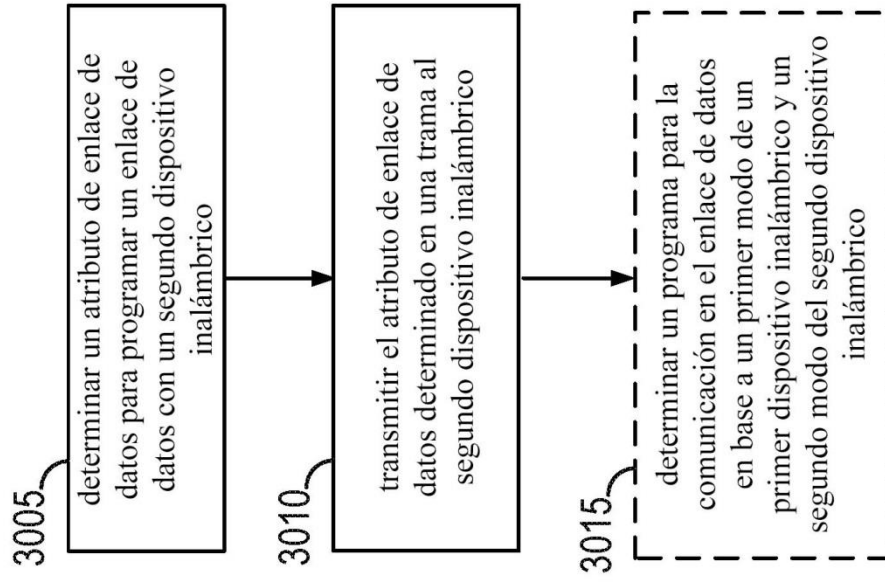 3005
determinar un atributo de enlace de
datos para programar un enlace de
datos con un segundo dispositivo
inalámbrico
3010
transmitir el atributo de enlace de
datos determinado en una trama al
segundo dispositivo inalámbrico
3015
determinar un programa para la
comunicación en el enlace de datos
en base a un primer modo de un
primer dispositivo inalámbrico y un
segundo modo del segundo dispositivo
inalámbrico